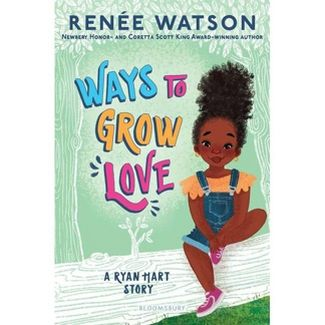 RENÉE WATSON
NEWBERY HONOR- AND CORETTA SCOTT KING AWARD-WINNING AUTHOR
WAYS TO
GROW
LOVE
A RYAN HART
STORY
BLOOMSBURY